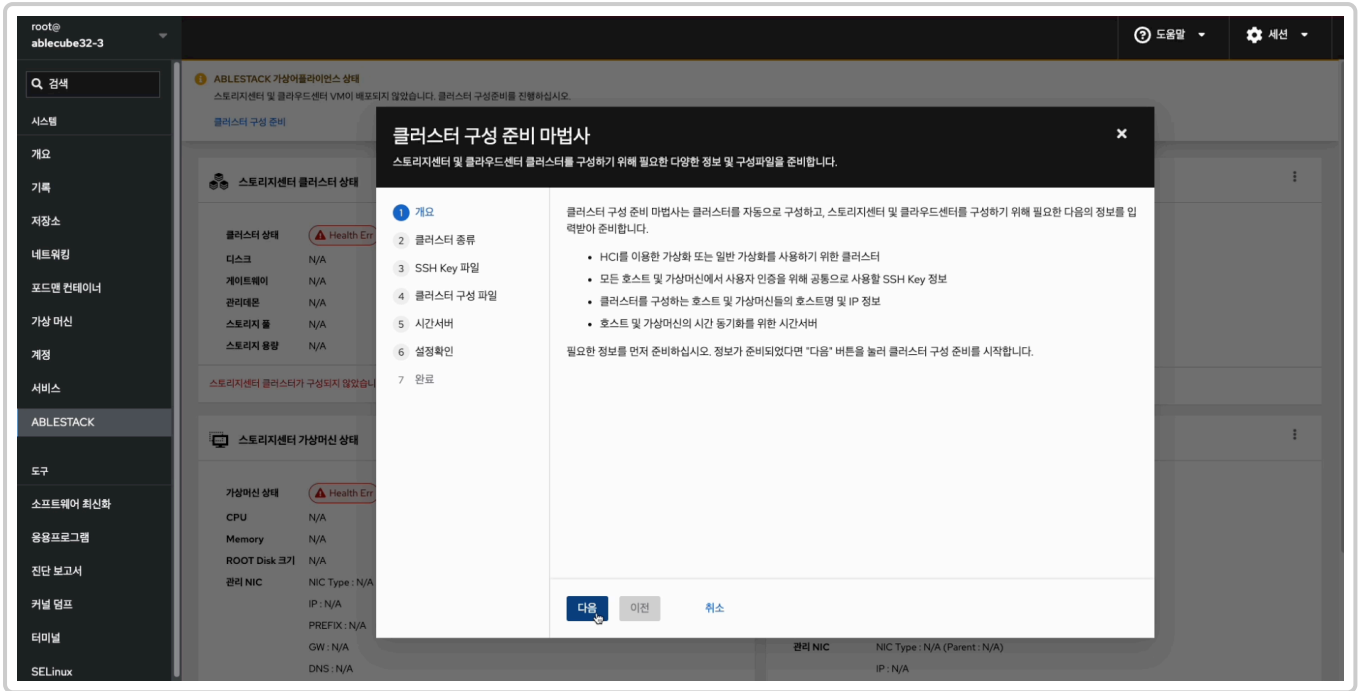 root@
ablecube32-3
도움말
세션
검색
시스템
개요
기록
저장소
네트워킹
포드맨 컨테이너
가상 머신
계정
서비스
ABLESTACK
도구
소프트웨어 최신화
응용프로그램
진단 보고서
커널 덤프
터미널
SELinux
ABLESTACK 가상어플라이언스 상태
스토리지센터 및 클라우드센터 VM이 배포되지 않았습니다. 클러스터 구성준비를 진행하십시오.
클러스터 구성 준비
스토리지센터 클러스터 상태
클러스터 상태 Health Err
디스크 N/A
게이트웨이 N/A
관리데몬 N/A
스토리지 풀 N/A
스토리지 용량 N/A
스토리지센터 클러스터가 구성되지 않았습니
스토리지센터 가상머신 상태
가상머신 상태 Health Err
CPU N/A
Memory N/A
ROOT Disk 크기 N/A
관리 NIC NIC Type : N/A
IP : N/A
PREFIX : N/A
GW : N/A
DNS : N/A
클러스터 구성 준비 마법사
스토리지센터 및 클라우드센터 클러스터를 구성하기 위해 필요한 다양한 정보 및 구성파일을 준비합니다.
1 개요
2 클러스터 종류
3 SSH Key 파일
4 클러스터 구성 파일
5 시간서버
6 설정확인
7 완료
클러스터 구성 준비 마법사는 클러스터를 자동으로 구성하고, 스토리지센터 및 클라우드센터를 구성하기 위해 필요한 다음의 정보를 입
력받아 준비합니다.
• HCI를 이용한 가상화 또는 일반 가상화를 사용하기 위한 클러스터
• 모든 호스트 및 가상머신에서 사용자 인증을 위해 공통으로 사용할 SSH Key 정보
• 클러스터를 구성하는 호스트 및 가상머신들의 호스트명 및 IP 정보
• 호스트 및 가상머신의 시간 동기화를 위한 시간서버
필요한 정보를 먼저 준비하십시오. 정보가 준비되었다면 "다음" 버튼을 눌러 클러스터 구성 준비를 시작합니다.
다음 이전 취소
관리 NIC NIC Type : N/A (Parent : N/A)
IP : N/A